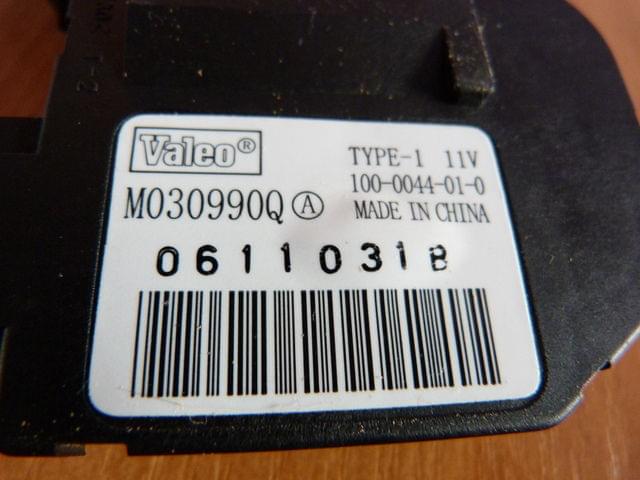 Valeo®
TYPE-1 11V
100-0044-01-0
M030990Q Ⓐ
MADE IN CHINA
0611031B